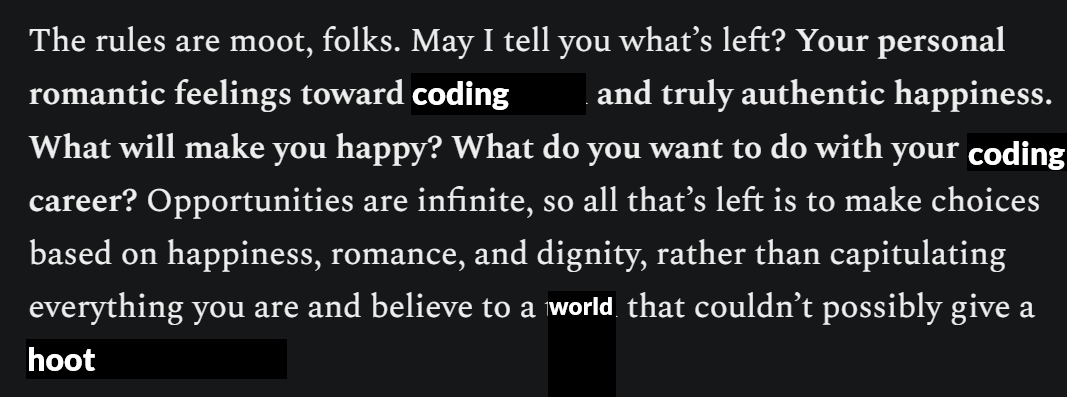 The rules are moot, folks. May I tell you what’s left? Your personal
romantic feelings toward coding and truly authentic happiness.
What will make you happy? What do you want to do with your coding
career? Opportunities are infinite, so all that’s left is to make choices
based on happiness, romance, and dignity, rather than capitulating
everything you are and believe to a world that couldn’t possibly give a
hoot